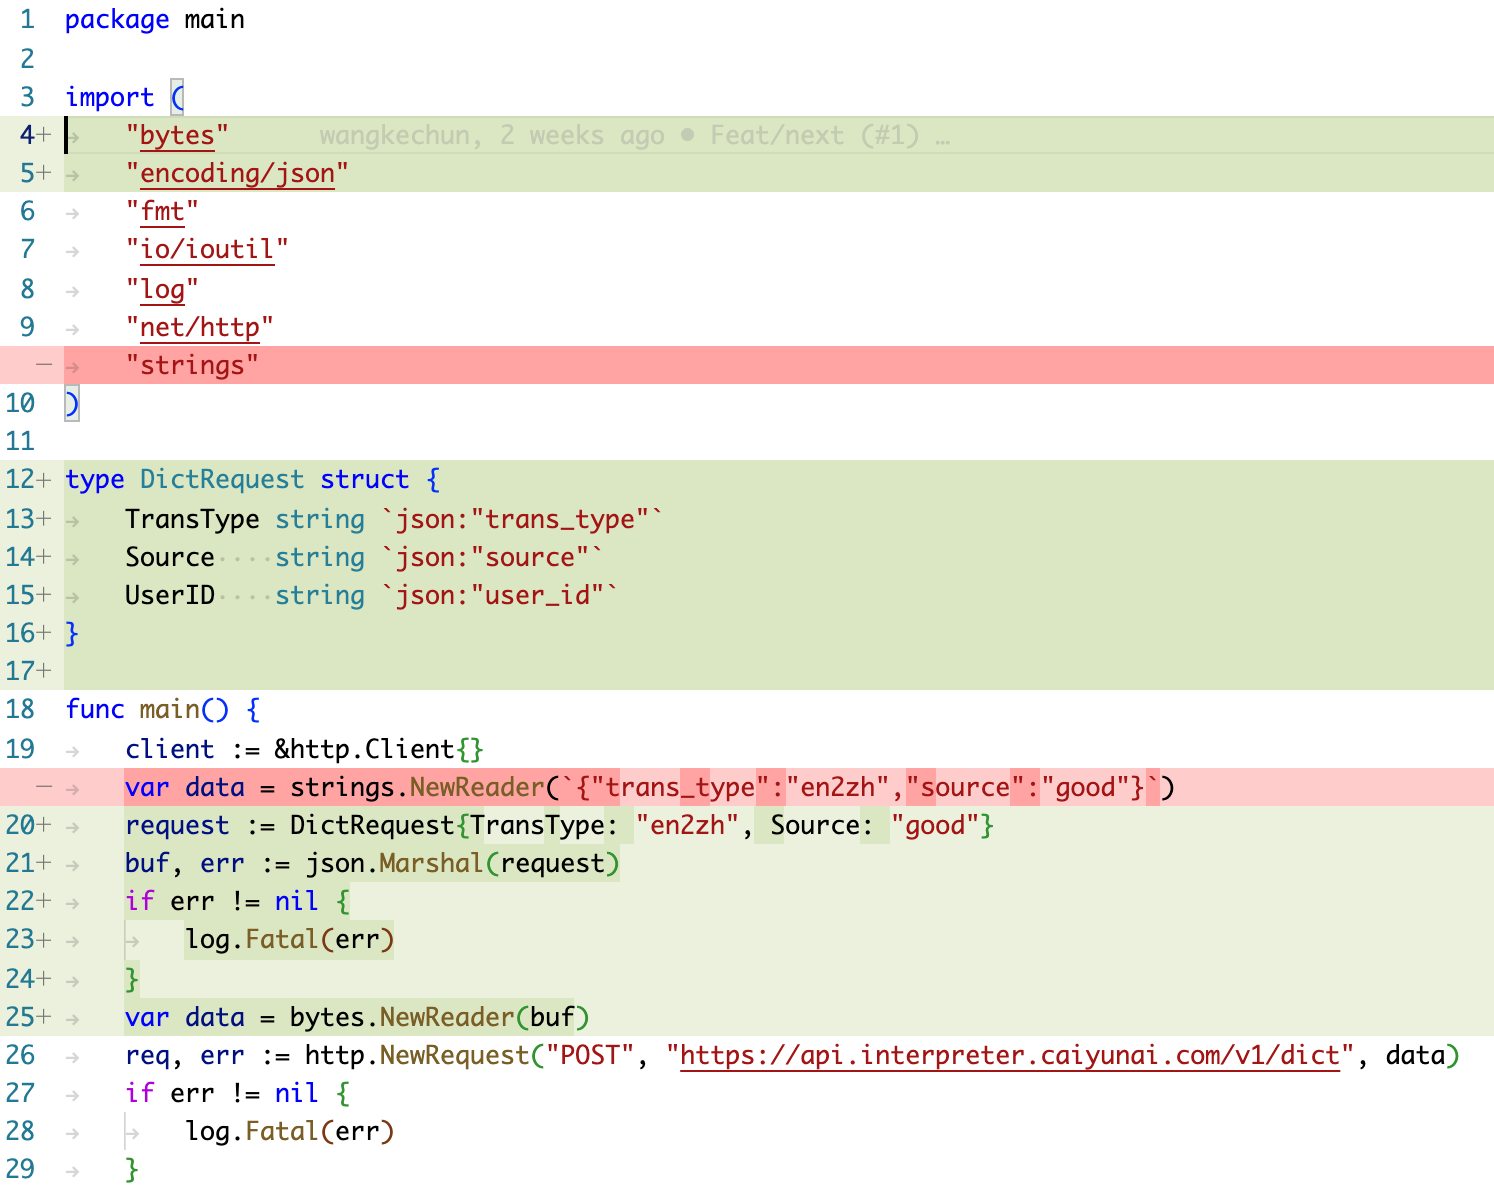 1 package main
2
3 import (
4+ "bytes" wangkechun, 2 weeks ago • Feat/next (#1) …
5+ "encoding/json"
6 "fmt"
7 "io/ioutil"
8 "log"
9 "net/http"
— "strings"
10 )
11
12+ type DictRequest struct {
13+ TransType string `json:"trans_type"`
14+ Source···· string `json:"source"`
15+ UserID···· string `json:"user_id"`
16+ }
17+
18 func main() {
19 client := &http.Client{}
— var data = strings.NewReader(`{"trans_type":"en2zh","source":"good"}`)
20+ request := DictRequest{TransType: "en2zh", Source: "good"}
21+ buf, err := json.Marshal(request)
22+ if err != nil {
23+ log.Fatal(err)
24+ }
25+ var data = bytes.NewReader(buf)
26 req, err := http.NewRequest("POST", "https://api.interpreter.caiyunai.com/v1/dict", data)
27 if err != nil {
28 log.Fatal(err)
29 }